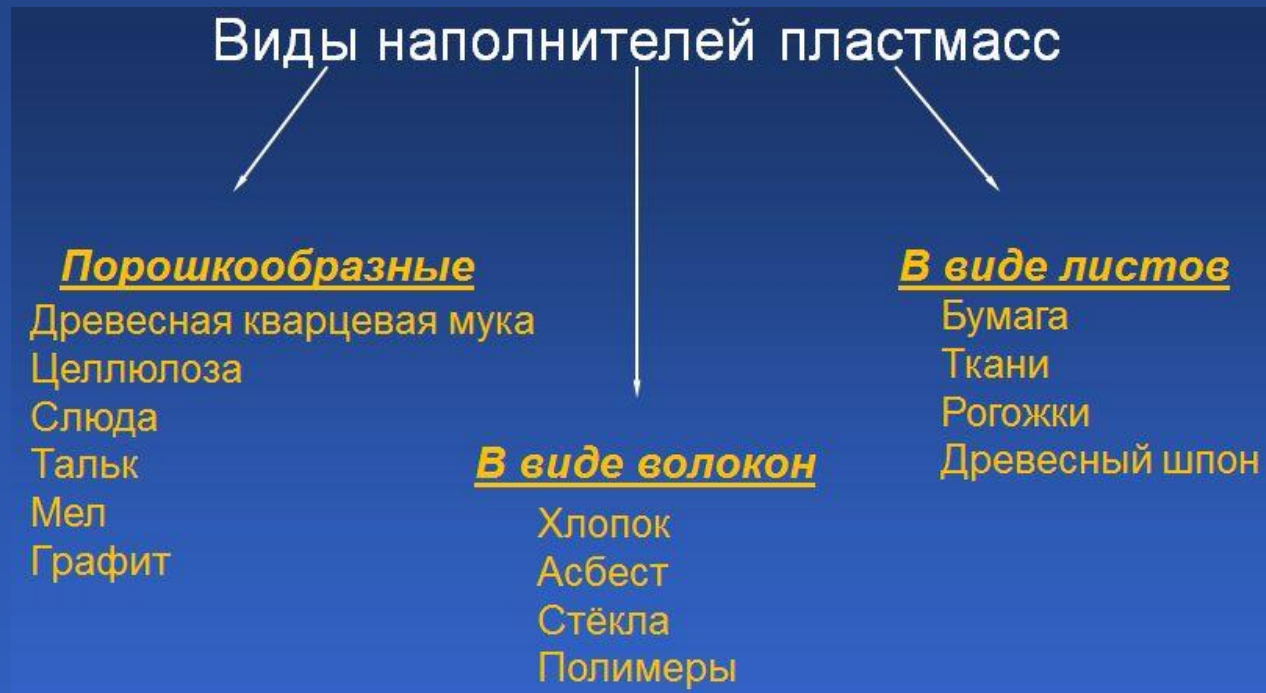 Виды наполнителей пластмасс
Порошкообразные
Древесная кварцевая мука
Целлюлоза
Слюда
Тальк
Мел
Графит
В виде волокон
Хлопок
Асбест
Стёкла
Полимеры
В виде листов
Бумага
Ткани
Рогожки
Древесный шпон